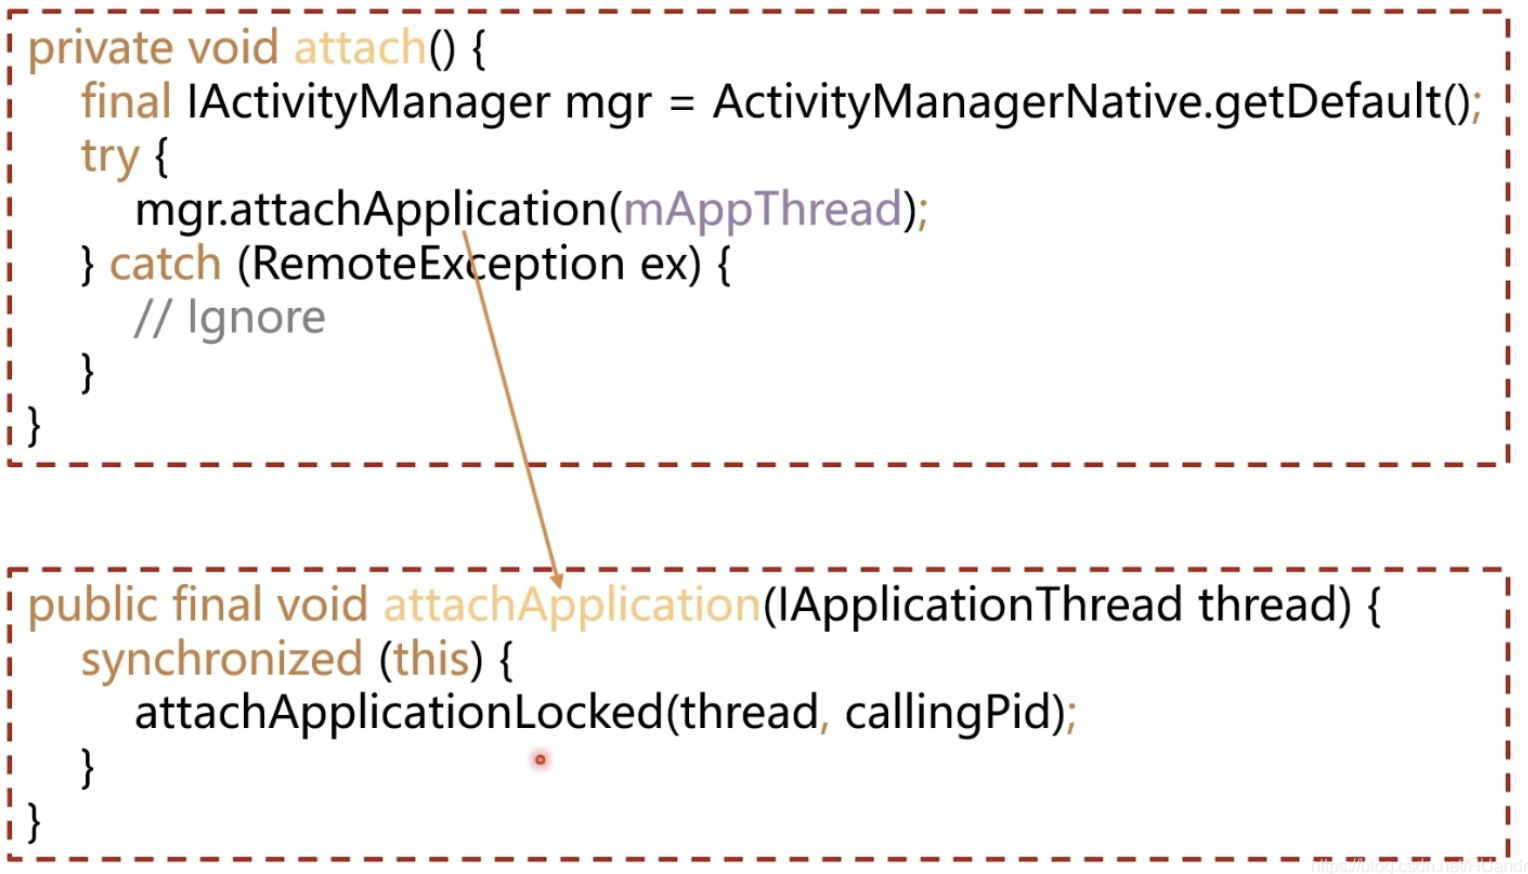 private void attach() {
final IActivityManager mgr = ActivityManagerNative.getDefault();
try {
mgr.attachApplication(mAppThread);
} catch (RemoteException ex) {
// Ignore
}
}
public final void attachApplication(IApplicationThread thread) {
synchronized (this) {
attachApplicationLocked(thread, callingPid);
}
}
https://blog.csdn.net/HUandr